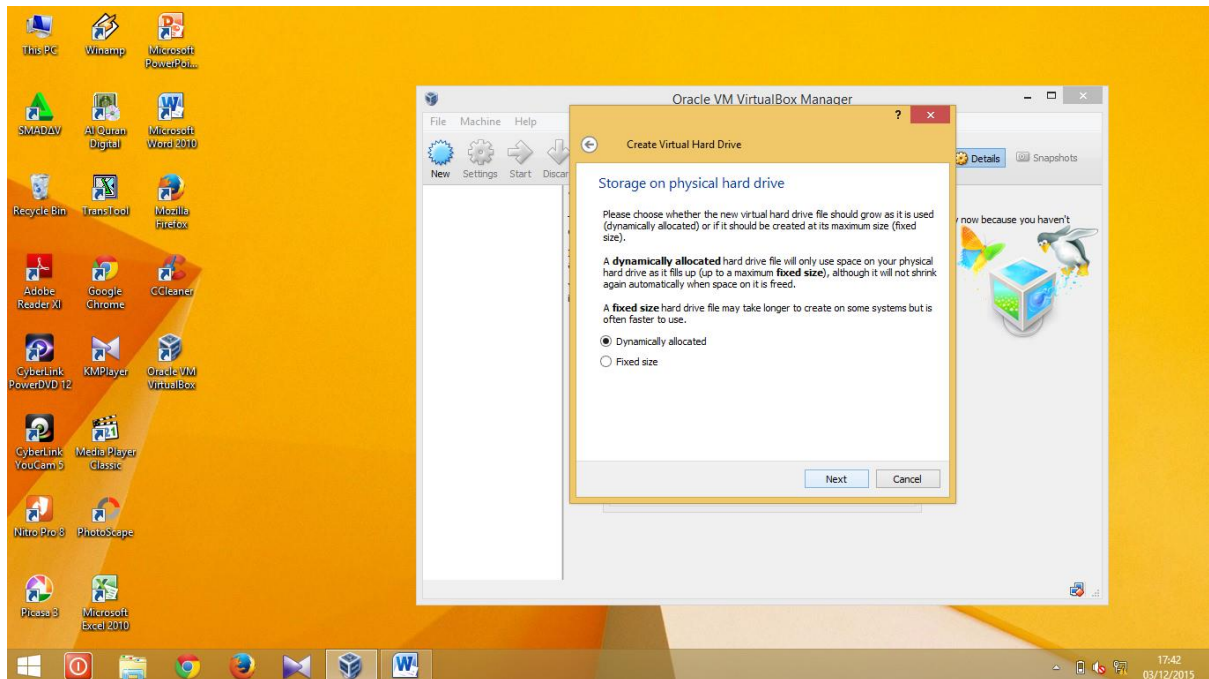 This PC
Winamp
Microsoft
PowerPoi...
SMADAV
Al Quran
Digital
Microsoft
Word 2010
Recycle Bin
TransTool
Mozilla
Firefox
Adobe
Reader XI
Google
Chrome
CCleaner
CyberLink
PowerDVD 12
KMPlayer
Oracle VM
VirtualBox
CyberLink
YouCam 5
Media Player
Classic
Nitro Pro 8
PhotoScape
Picasa 3
Microsoft
Excel 2010
Oracle VM VirtualBox Manager
File Machine Help
New Settings Start Discar
Details
Snapshots
now because you haven't
Create Virtual Hard Drive
Storage on physical hard drive
Please choose whether the new virtual hard drive file should grow as it is used
(dynamically allocated) or if it should be created at its maximum size (fixed
size).
A dynamically allocated hard drive file will only use space on your physical
hard drive as it fills up (up to a maximum fixed size), although it will not shrink
again automatically when space on it is freed.
A fixed size hard drive file may take longer to create on some systems but is
often faster to use.
Dynamically allocated
Fixed size
Next
Cancel
17:42
03/12/2015